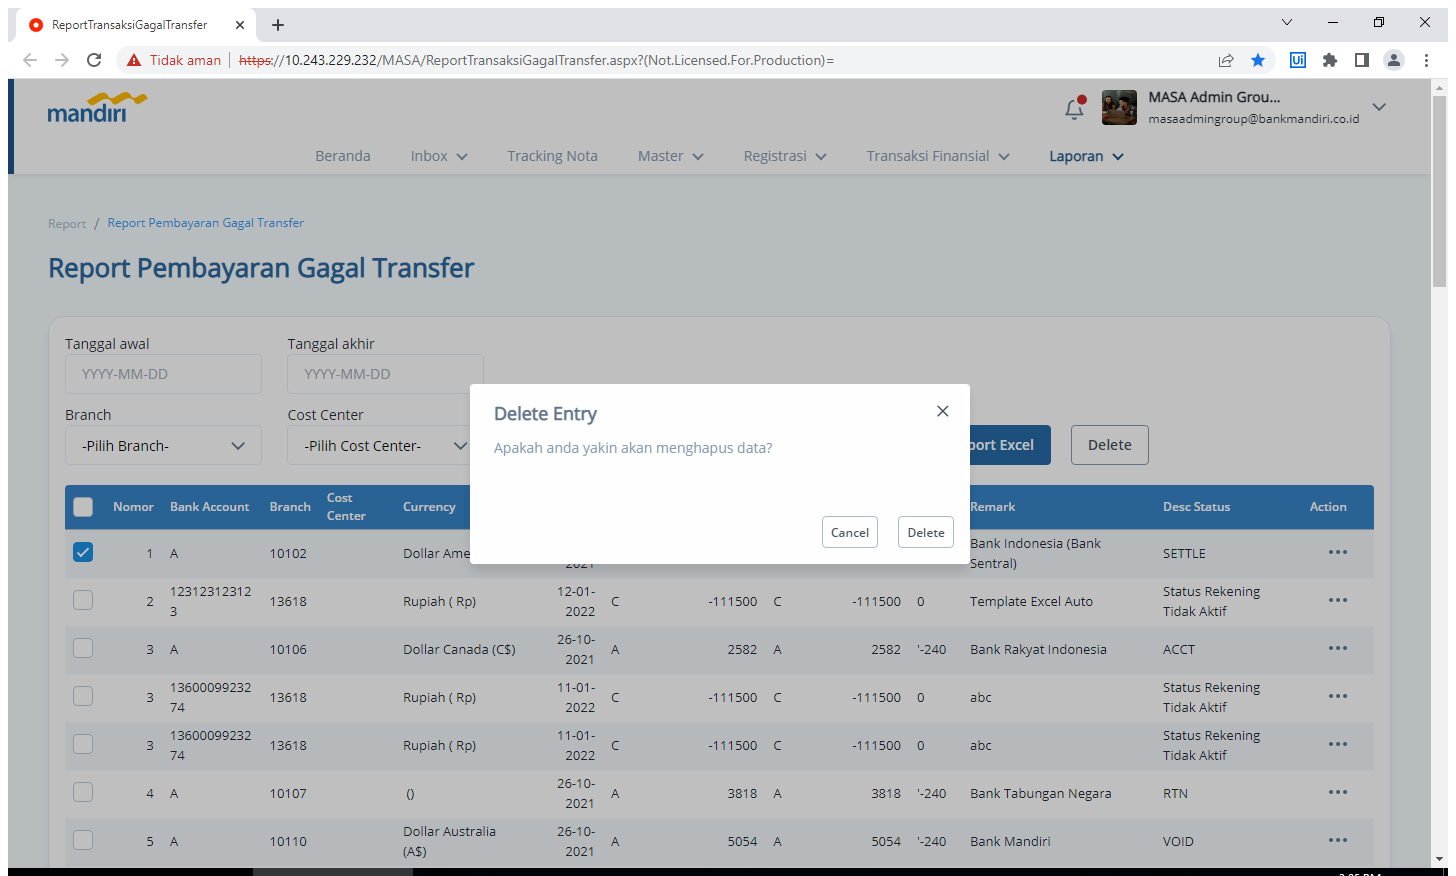 ReportTransaksiGagalTransfer
Tidak aman
https://10.243.229.232/MASA/ReportTransaksiGagalTransfer.aspx?(Not.Licensed.For.Production)=
Ui
mandiri
MASA Admin Grou...
masaadmingroup@bankmandiri.co.id
Beranda Inbox Tracking Nota Master Registrasi Transaksi Finansial Laporan
Report / Report Pembayaran Gagal Transfer
Report Pembayaran Gagal Transfer
Tanggal awal Tanggal akhir
YYYY-MM-DD YYYY-MM-DD
Branch Cost Center
-Pilih Branch- -Pilih Cost Center- port Excel Delete
Delete Entry
Apakah anda yakin akan menghapus data?
Cancel Delete
Nomor Bank Account Branch Cost Center Currency Remark Desc Status Action
1 A 10102 Dollar Ame 2021 Bank Indonesia (Bank Sentral) SETTLE
2 12312312312 3 13618 Rupiah ( Rp) 12-01- 2022 C -111500 C -111500 0 Template Excel Auto Status Rekening Tidak Aktif
3 A 10106 Dollar Canada (C$) 26-10- 2021 A 2582 A 2582 '-240 Bank Rakyat Indonesia ACCT
3 13600099232 74 13618 Rupiah ( Rp) 11-01- 2022 C -111500 C -111500 0 abc Status Rekening Tidak Aktif
3 13600099232 74 13618 Rupiah ( Rp) 11-01- 2022 C -111500 C -111500 0 abc Status Rekening Tidak Aktif
4 A 10107 () 26-10- 2021 A 3818 A 3818 '-240 Bank Tabungan Negara RTN
5 A 10110 Dollar Australia (A$) 26-10- 2021 A 5054 A 5054 '-240 Bank Mandiri VOID